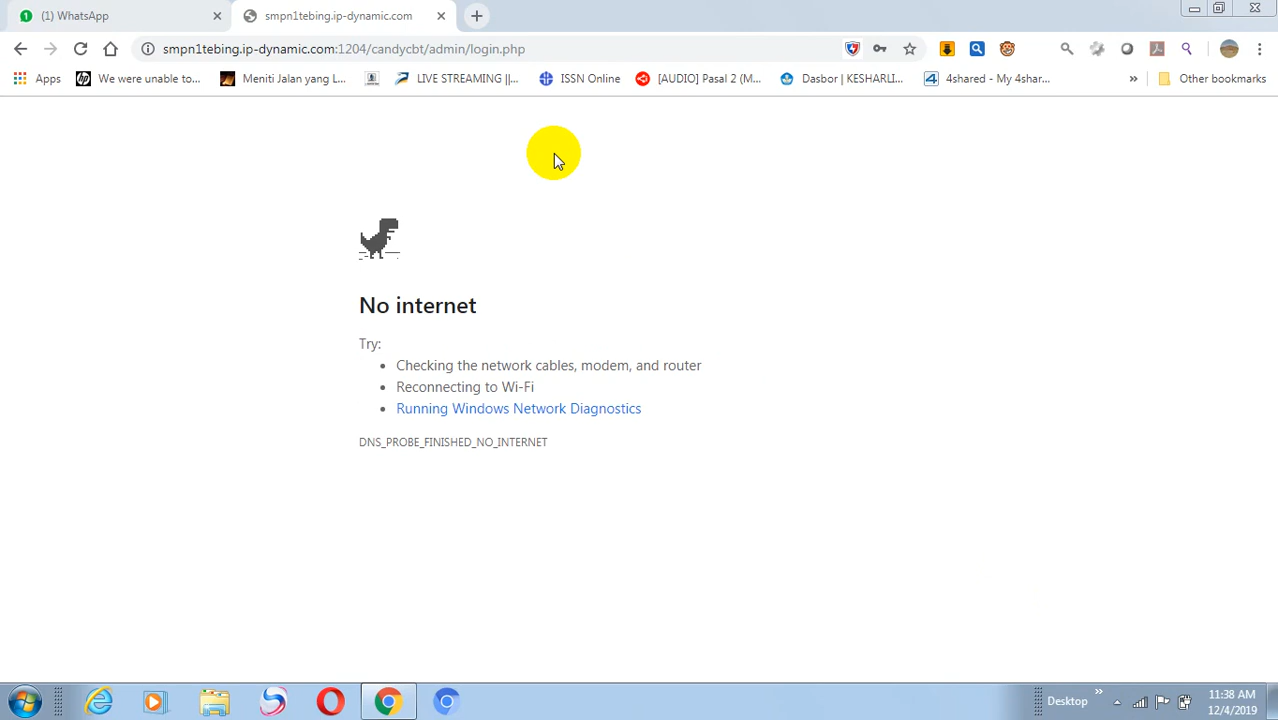 (1) WhatsApp
smpn1tebing.ip-dynamic.com
smpn1tebing.ip-dynamic.com:1204/candycbt/admin/login.php
Apps
We were unable to...
Meniti Jalan yang L...
LIVE STREAMING ||...
ISSN Online
[AUDIO] Pasal 2 (M...
Dasbor | KESHARLI...
4shared - My 4shar...
»
Other bookmarks
No internet
Try:
• Checking the network cables, modem, and router
• Reconnecting to Wi-Fi
• Running Windows Network Diagnostics
DNS_PROBE_FINISHED_NO_INTERNET
Desktop
»
11:38 AM
12/4/2019